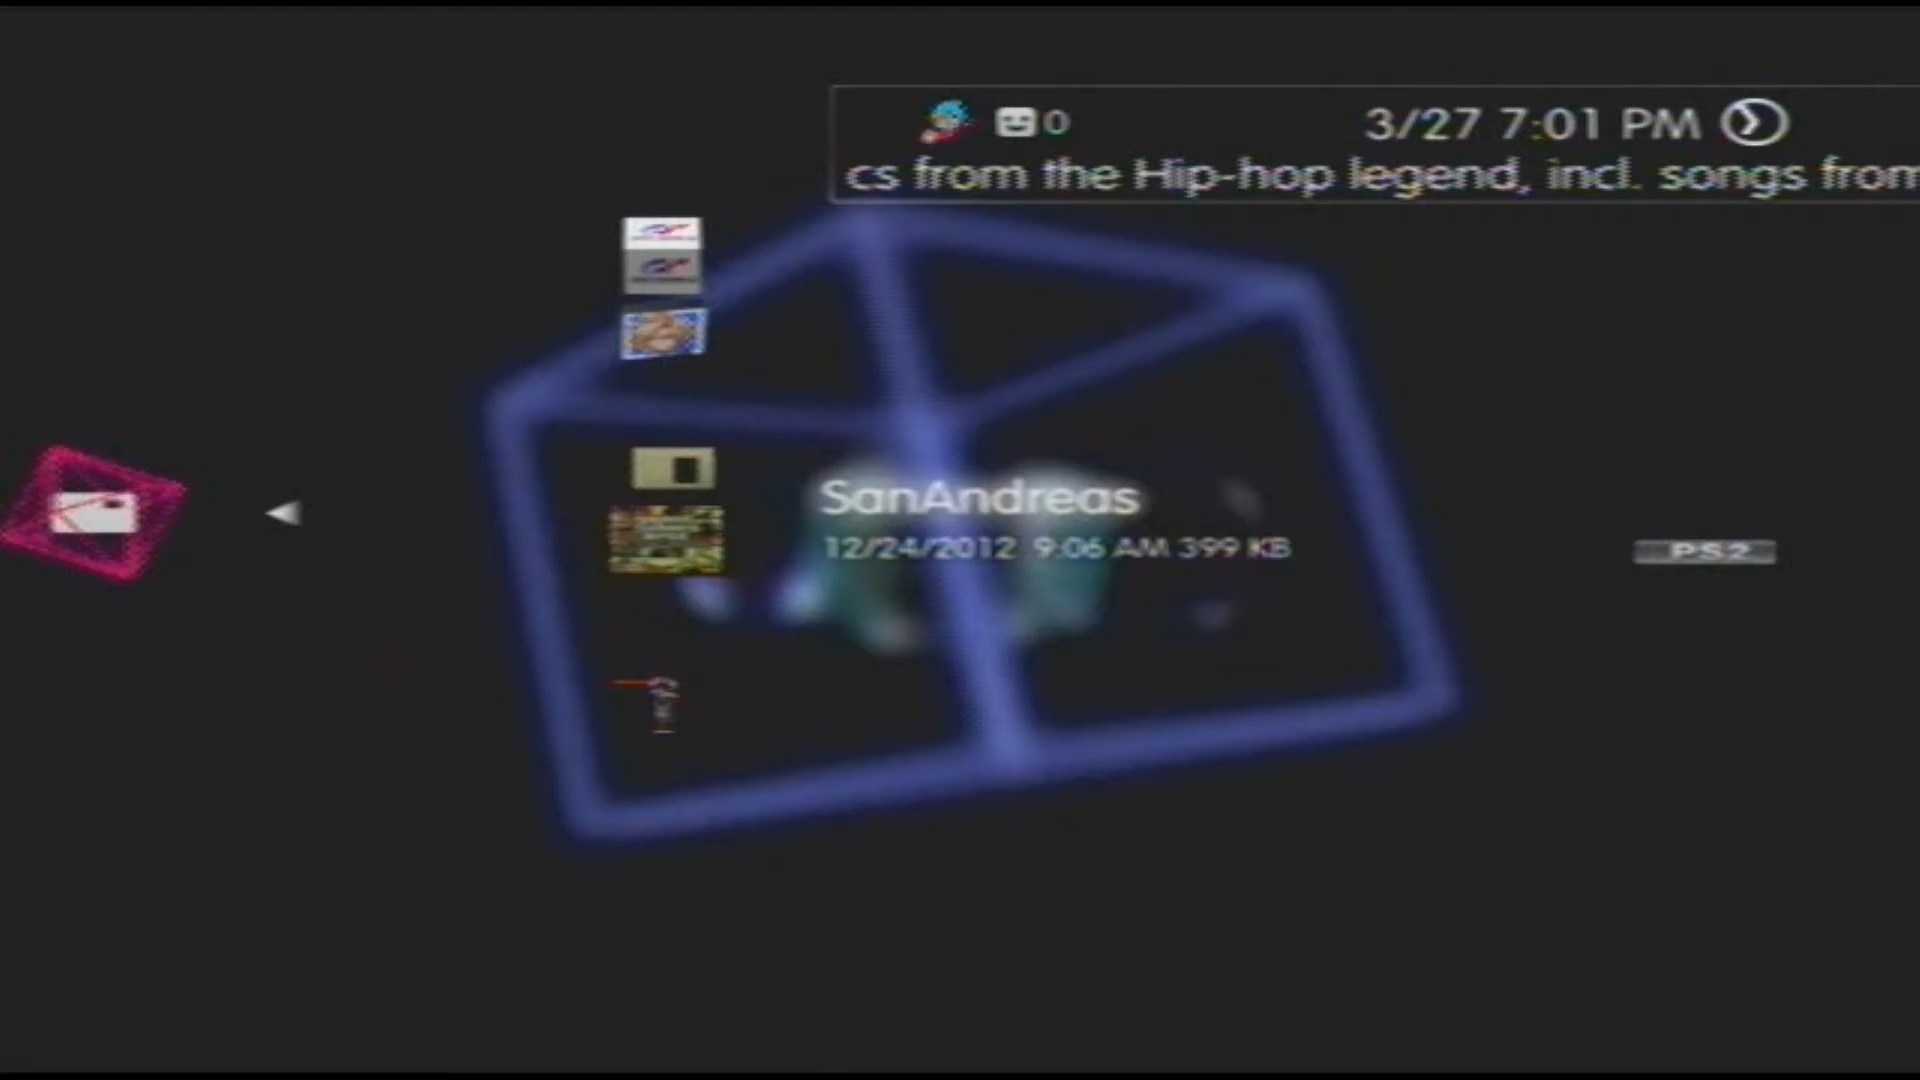 0
3/27 7:01 PM
cs from the Hip-hop legend, incl. songs from
SanAndreas
12/24/2012 9:06 AM 399 KB
PS2